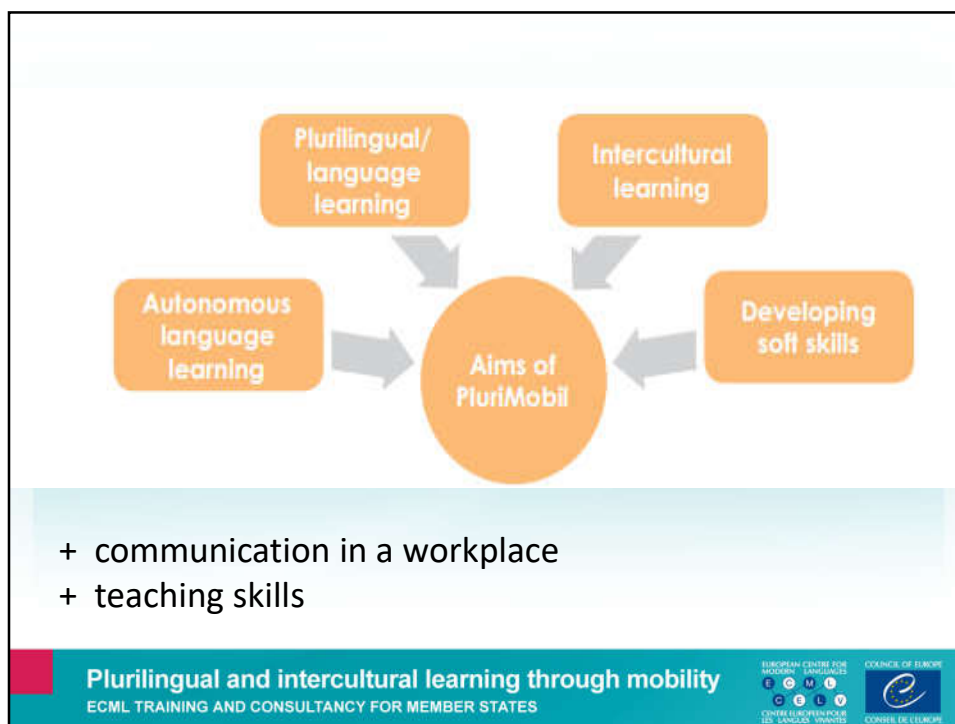 Plurilingual/
language
learning
Intercultural
learning
Autonomous
language
learning
Developing
soft skills
Aims of
PluriMobil
+ communication in a workplace
+ teaching skills
Plurilingual and intercultural learning through mobility
ECML TRAINING AND CONSULTANCY FOR MEMBER STATES
EUROPEAN CENTRE FOR
MODERN LANGUAGES
E C M L
C E L V
CENTRE EUROPEEN POUR
LES LANGUES VIVANTES
COUNCIL OF EUROPE
CONSEIL DE L'EUROPE